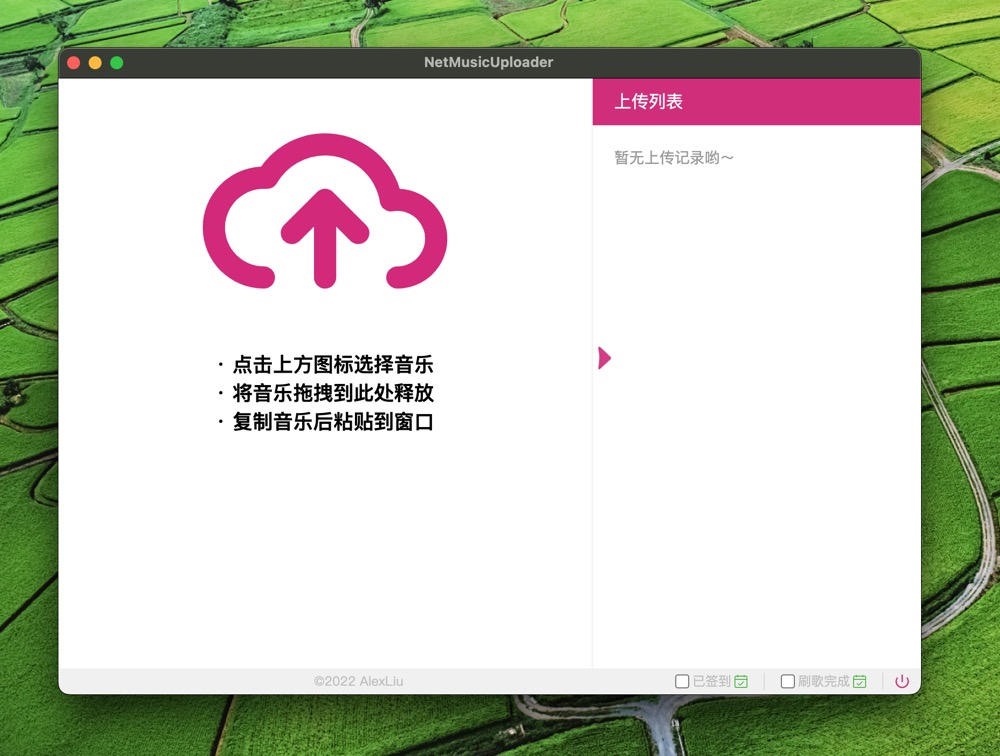 NetMusicUploader
上传列表
暂无上传记录哟～
· 点击上方图标选择音乐
· 将音乐拖拽到此处释放
· 复制音乐后粘贴到窗口
©2022 AlexLiu
已签到
刷歌完成